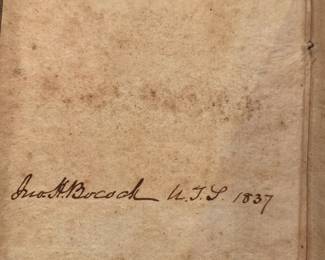 Jno H. Bocock U.T.S. 1837